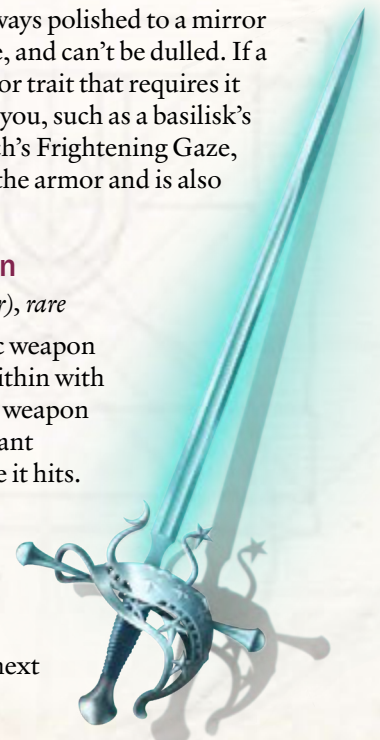 ways polished to a mirror
e, and can't be dulled. If a
or trait that requires it
you, such as a basilisk's
h's Frightening Gaze,
the armor and is also
n
r), rare
c weapon
ithin with
weapon
ant
e it hits.
next